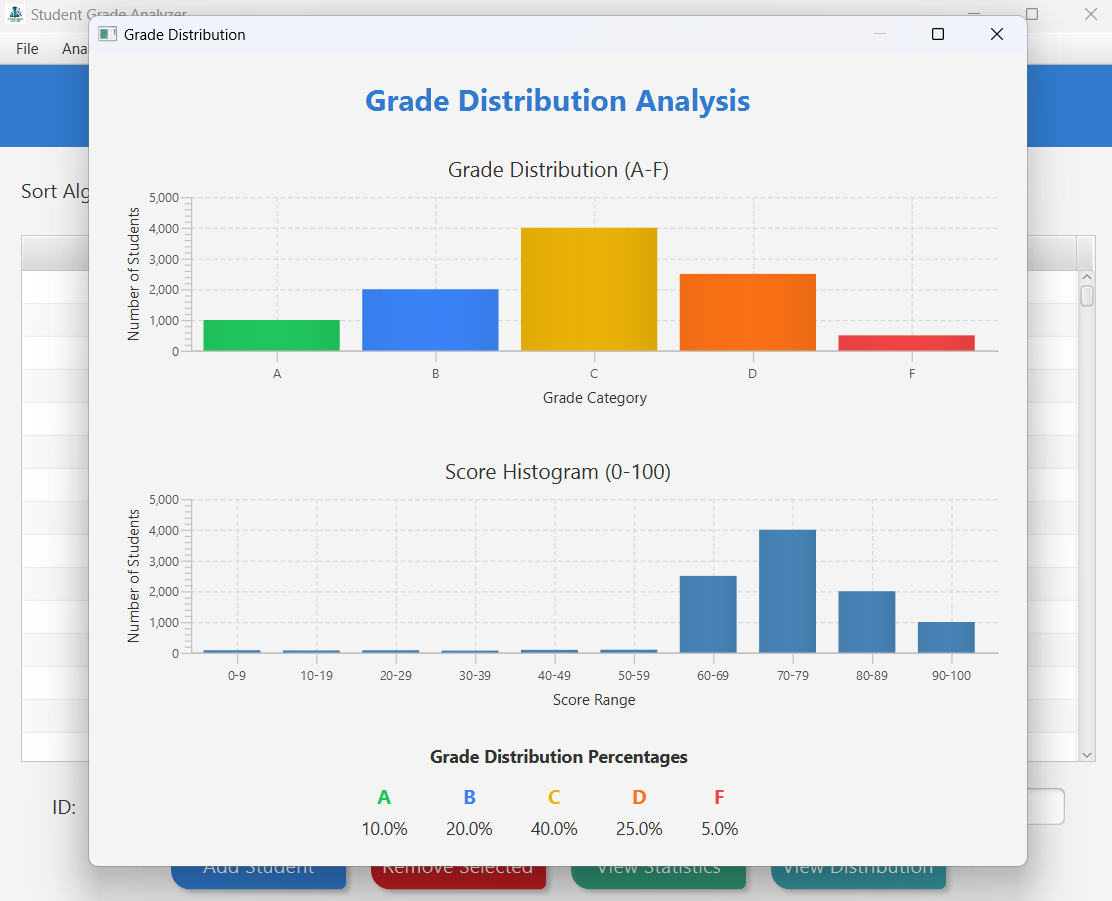 Student Grade Analyzer
File
Grade Distribution
Grade Distribution Analysis
Sort Alg
Grade Distribution (A-F)
Number of Students
5,000
4,000
3,000
2,000
1,000
0
A B C D F
Grade Category
Score Histogram (0-100)
Number of Students
5,000
4,000
3,000
2,000
1,000
0
0-9 10-19 20-29 30-39 40-49 50-59 60-69 70-79 80-89 90-100
Score Range
Grade Distribution Percentages
A B C D F
10.0% 20.0% 40.0% 25.0% 5.0%
ID:
Add Student Remove Selected View Statistics View Distribution